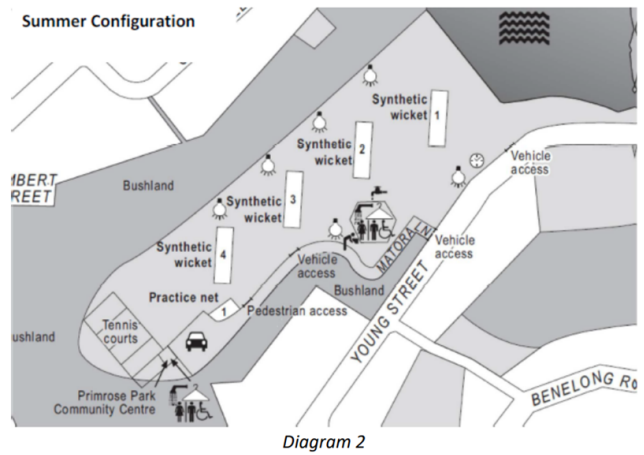 Summer Configuration
Synthetic
wicket
1
Synthetic
wicket
2
Synthetic
wicket
3
Synthetic
wicket
4
Vehicle
access
MBERT
REET
Bushland
Vehicle
access
MATORA LN
Vehicle
access
Bushland
Practice net
1
Pedestrian access
YOUNG STREET
Tennis
courts
ushland
Primrose Park
Community Centre
BENELONG RO
Diagram 2